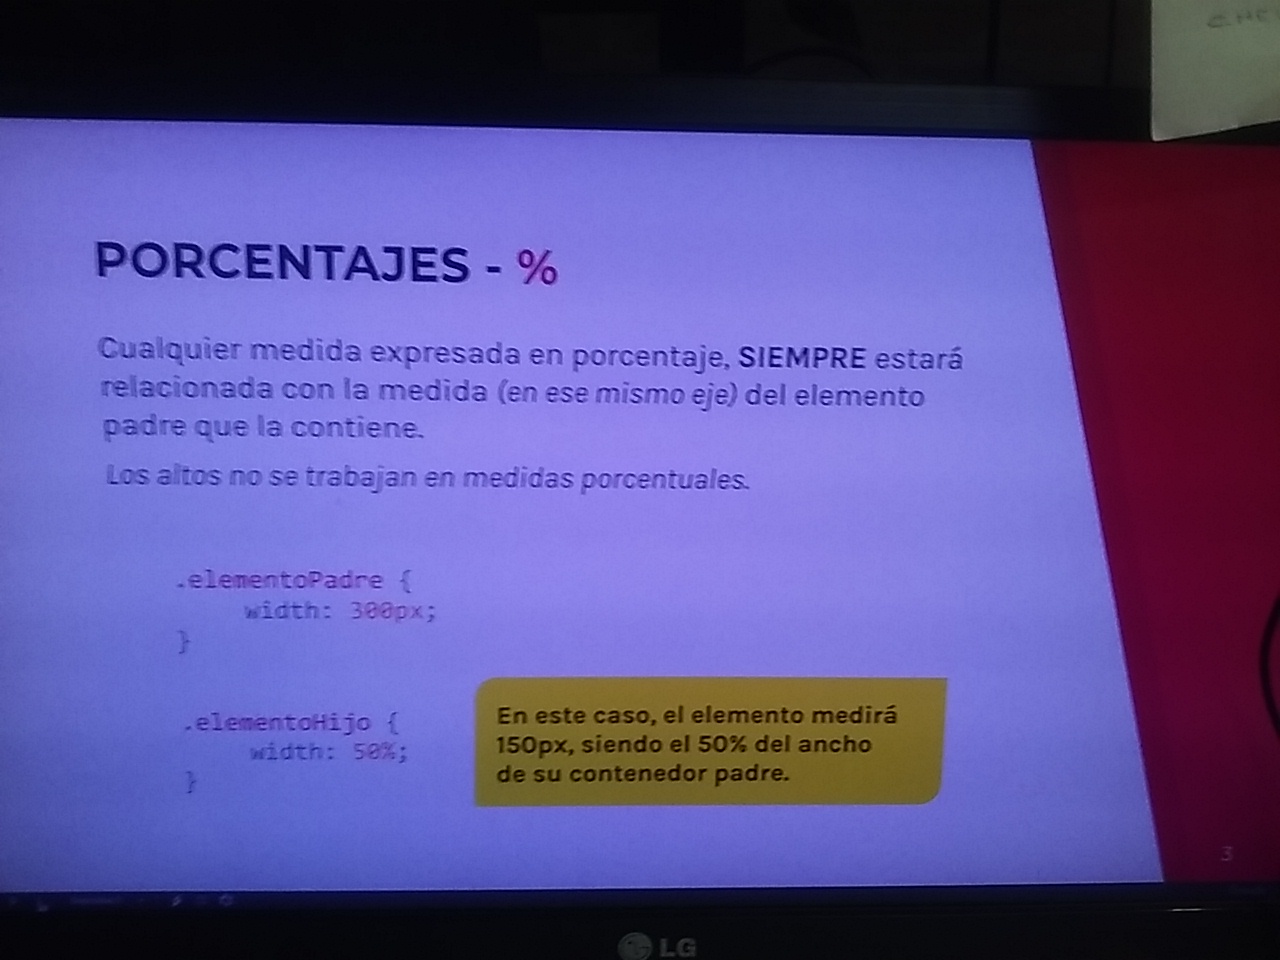 PORCENTAJES - %
Cualquier medida expresada en porcentaje, SIEMPRE estará
relacionada con la medida (en ese mismo eje) del elemento
padre que la contiene.
Los altos no se trabajan en medidas porcentuales.
.elementoPadre {
width: 300px;
}
.elementoHijo {
width: 50%;
}
En este caso, el elemento medirá
150px, siendo el 50% del ancho
de su contenedor padre.
3
LG